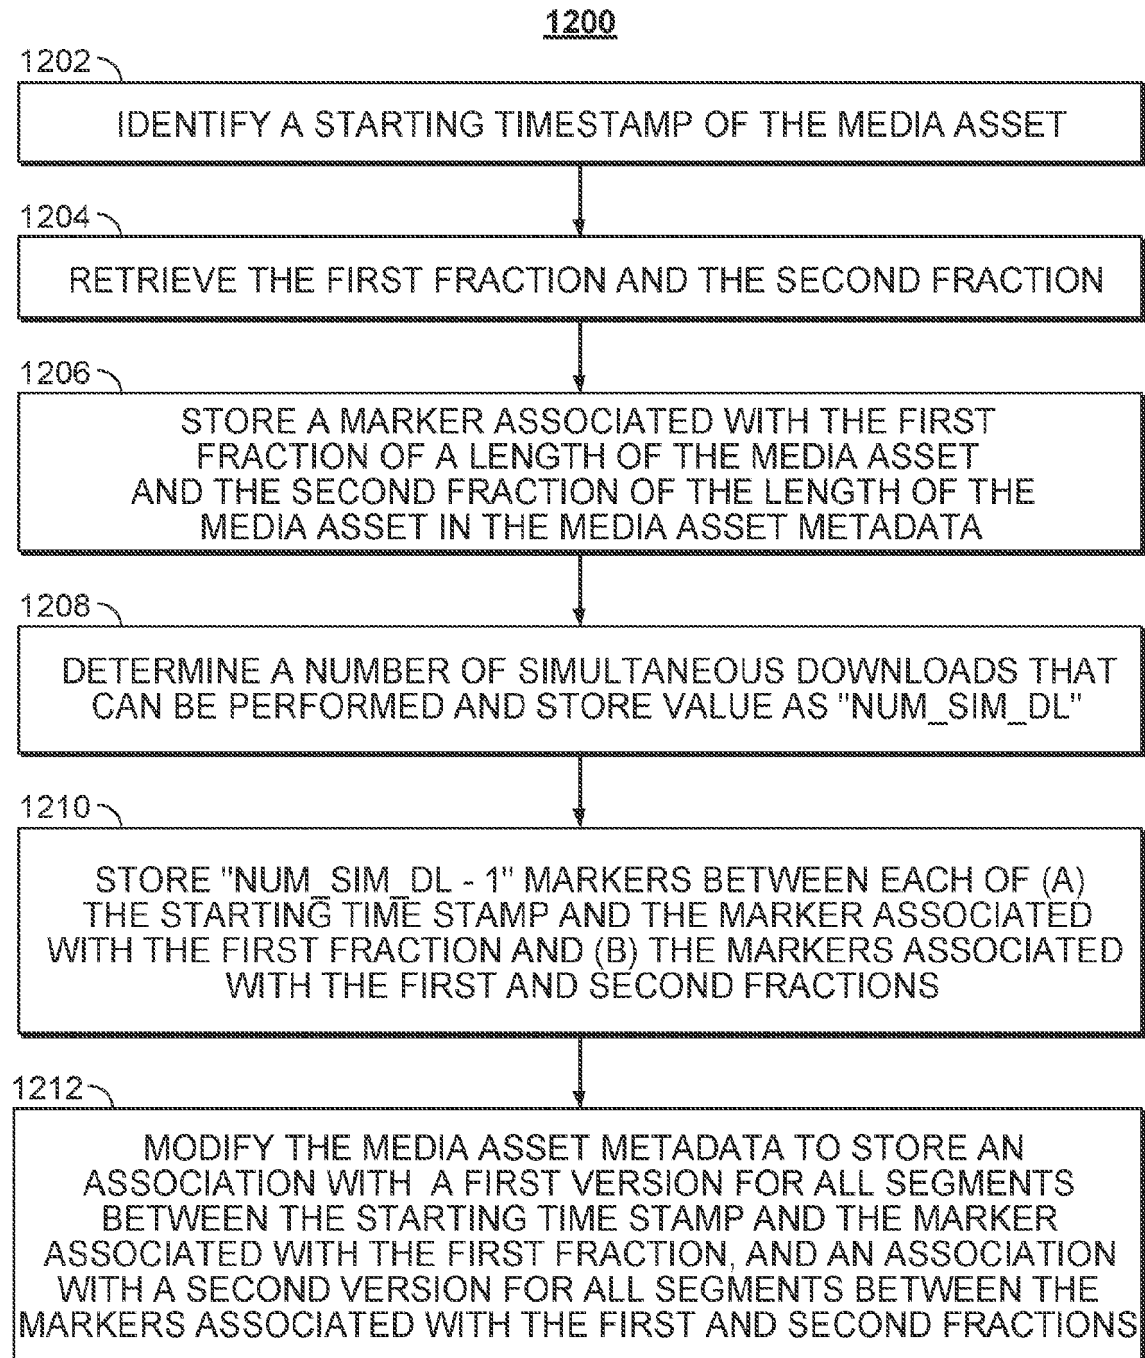 1200
1202
IDENTIFY A STARTING TIMESTAMP OF THE MEDIA ASSET
1204
RETRIEVE THE FIRST FRACTION AND THE SECOND FRACTION
1206
STORE A MARKER ASSOCIATED WITH THE FIRST
FRACTION OF A LENGTH OF THE MEDIA ASSET
AND THE SECOND FRACTION OF THE LENGTH OF THE
MEDIA ASSET IN THE MEDIA ASSET METADATA
1208
DETERMINE A NUMBER OF SIMULTANEOUS DOWNLOADS THAT
CAN BE PERFORMED AND STORE VALUE AS "NUM_SIM_DL"
1210
STORE "NUM_SIM_DL - 1" MARKERS BETWEEN EACH OF (A)
THE STARTING TIME STAMP AND THE MARKER ASSOCIATED
WITH THE FIRST FRACTION AND (B) THE MARKERS ASSOCIATED
WITH THE FIRST AND SECOND FRACTIONS
1212
MODIFY THE MEDIA ASSET METADATA TO STORE AN
ASSOCIATION WITH A FIRST VERSION FOR ALL SEGMENTS
BETWEEN THE STARTING TIME STAMP AND THE MARKER
ASSOCIATED WITH THE FIRST FRACTION, AND AN ASSOCIATION
WITH A SECOND VERSION FOR ALL SEGMENTS BETWEEN THE
MARKERS ASSOCIATED WITH THE FIRST AND SECOND FRACTIONS